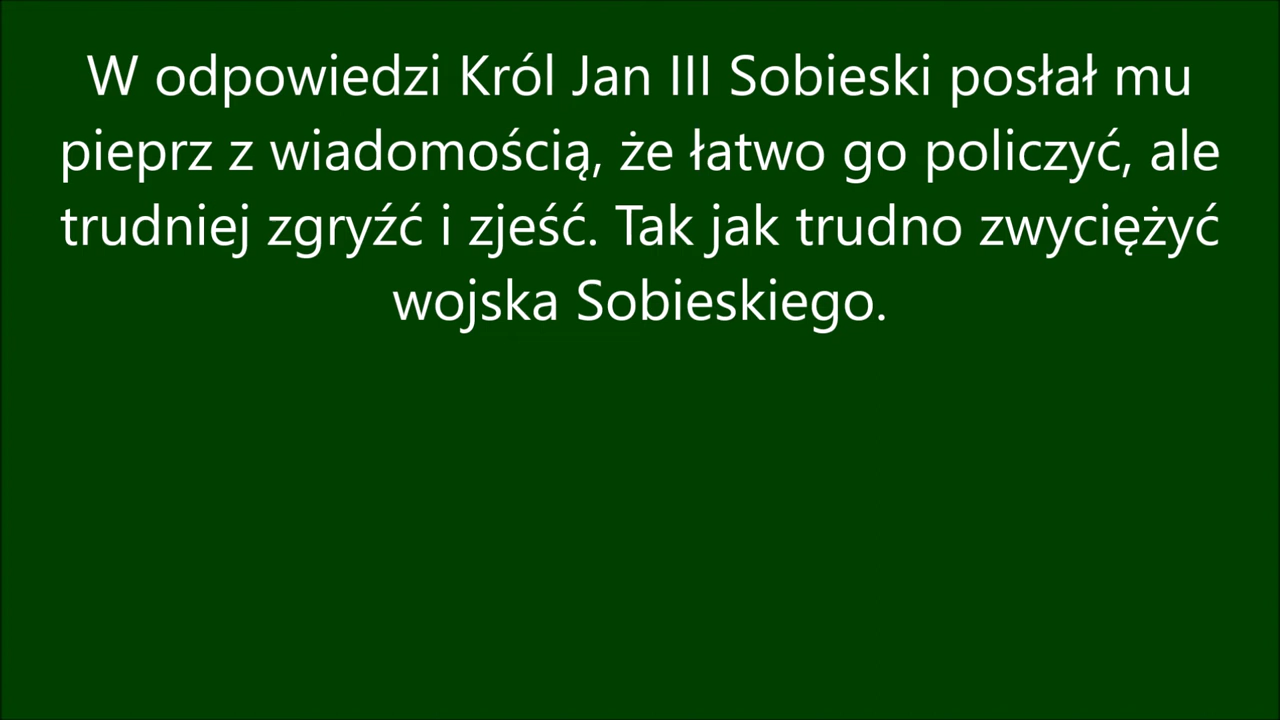 W odpowiedzi Król Jan III Sobieski posłał mu
pieprz z wiadomością, że łatwo go policzyć, ale
trudniej zgryźć i zjeść. Tak jak trudno zwyciężyć
wojska Sobieskiego.